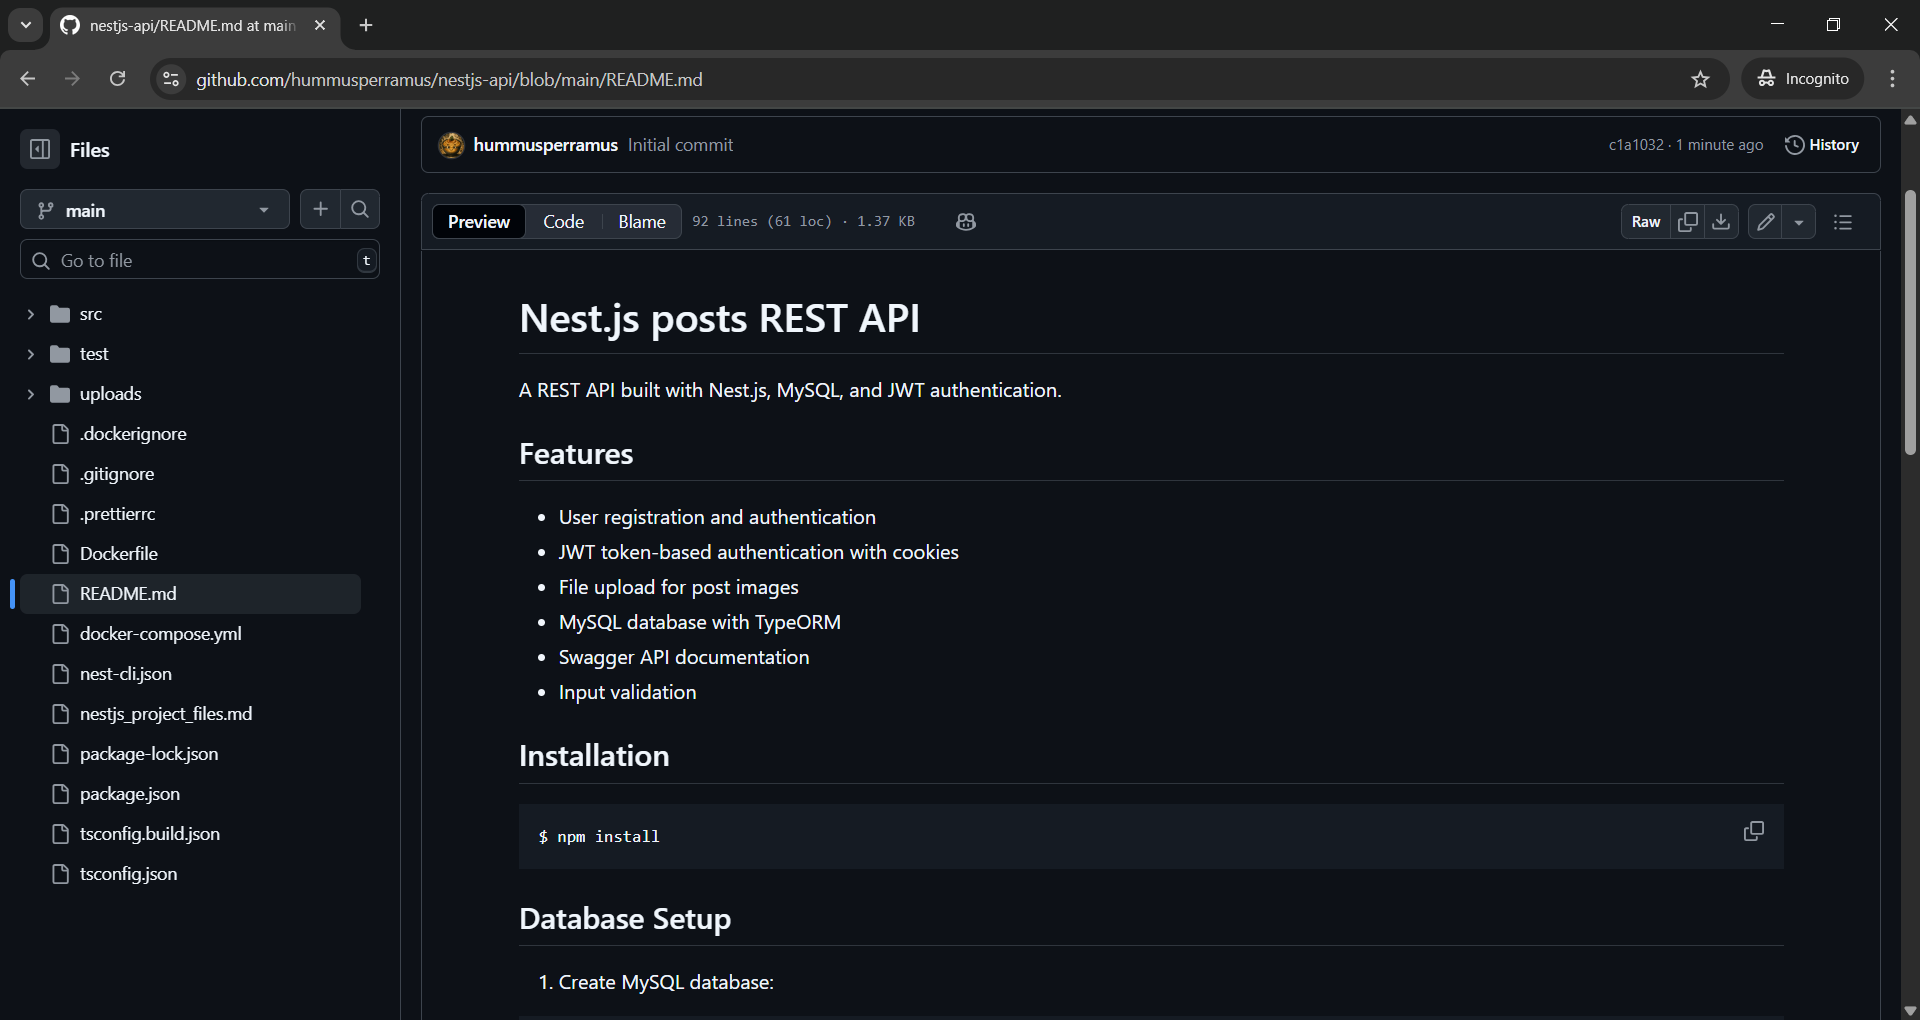 nestjs-api/README.md at main
github.com/hummusperramus/nestjs-api/blob/main/README.md
Incognito
Files
main
Go to file
t
src
test
uploads
.dockerignore
.gitignore
.prettierrc
Dockerfile
README.md
docker-compose.yml
nest-cli.json
nestjs_project_files.md
package-lock.json
package.json
tsconfig.build.json
tsconfig.json
hummusperramus Initial commit
c1a1032 · 1 minute ago
History
Preview
Code
Blame
92 lines (61 loc) · 1.37 KB
Raw
Nest.js posts REST API
A REST API built with Nest.js, MySQL, and JWT authentication.
Features
• User registration and authentication
• JWT token-based authentication with cookies
• File upload for post images
• MySQL database with TypeORM
• Swagger API documentation
• Input validation
Installation
$ npm install
Database Setup
1. Create MySQL database: